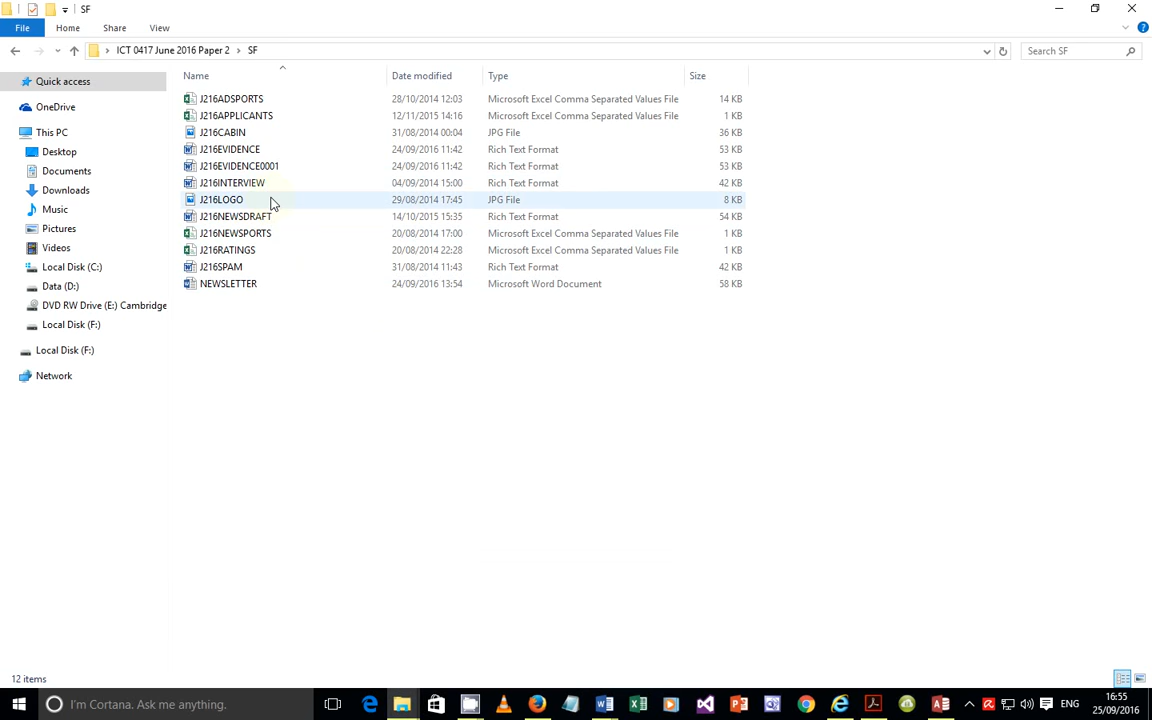 SF
File Home Share View
ICT 0417 June 2016 Paper 2 SF Search SF
Name Date modified Type Size
Quick access
OneDrive
This PC
Desktop
Documents
Downloads
Music
Pictures
Videos
Local Disk (C:)
Data (D:)
DVD RW Drive (E:) Cambridge
Local Disk (F:)
Local Disk (F:)
Network
J216ADSPORTS 28/10/2014 12:03 Microsoft Excel Comma Separated Values File 14 KB
J216APPLICANTS 12/11/2015 14:16 Microsoft Excel Comma Separated Values File 1 KB
J216CABIN 31/08/2014 00:04 JPG File 36 KB
J216EVIDENCE 24/09/2016 11:42 Rich Text Format 53 KB
J216EVIDENCE0001 24/09/2016 11:42 Rich Text Format 53 KB
J216INTERVIEW 04/09/2014 15:00 Rich Text Format 42 KB
J216LOGO 29/08/2014 17:45 JPG File 8 KB
J216NEWSDRAFT 14/10/2015 15:35 Rich Text Format 54 KB
J216NEWSPORTS 20/08/2014 17:00 Microsoft Excel Comma Separated Values File 1 KB
J216RATINGS 20/08/2014 22:28 Microsoft Excel Comma Separated Values File 1 KB
J216SPAM 31/08/2014 11:43 Rich Text Format 42 KB
NEWSLETTER 24/09/2016 13:54 Microsoft Word Document 58 KB
12 items
I'm Cortana. Ask me anything.
ENG
16:55
25/09/2016